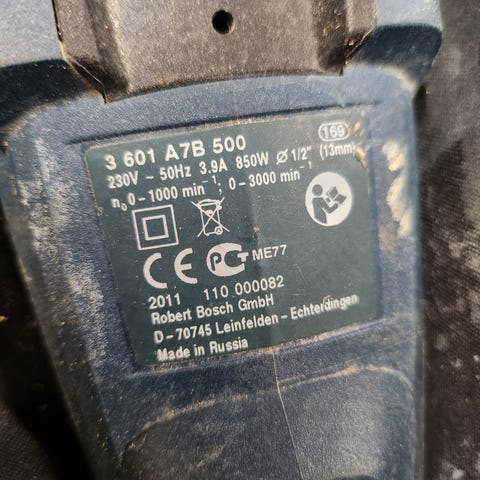 3 601 A7B 500
169
230V ~ 50Hz 3.9A 850W Ø 1/2" (13mm)
n₀ 0 - 1000 min⁻¹; 0 - 3000 min⁻¹
CE PCT ME77
2011 110 000082
Robert Bosch GmbH
D - 70745 Leinfelden - Echterdingen
Made in Russia